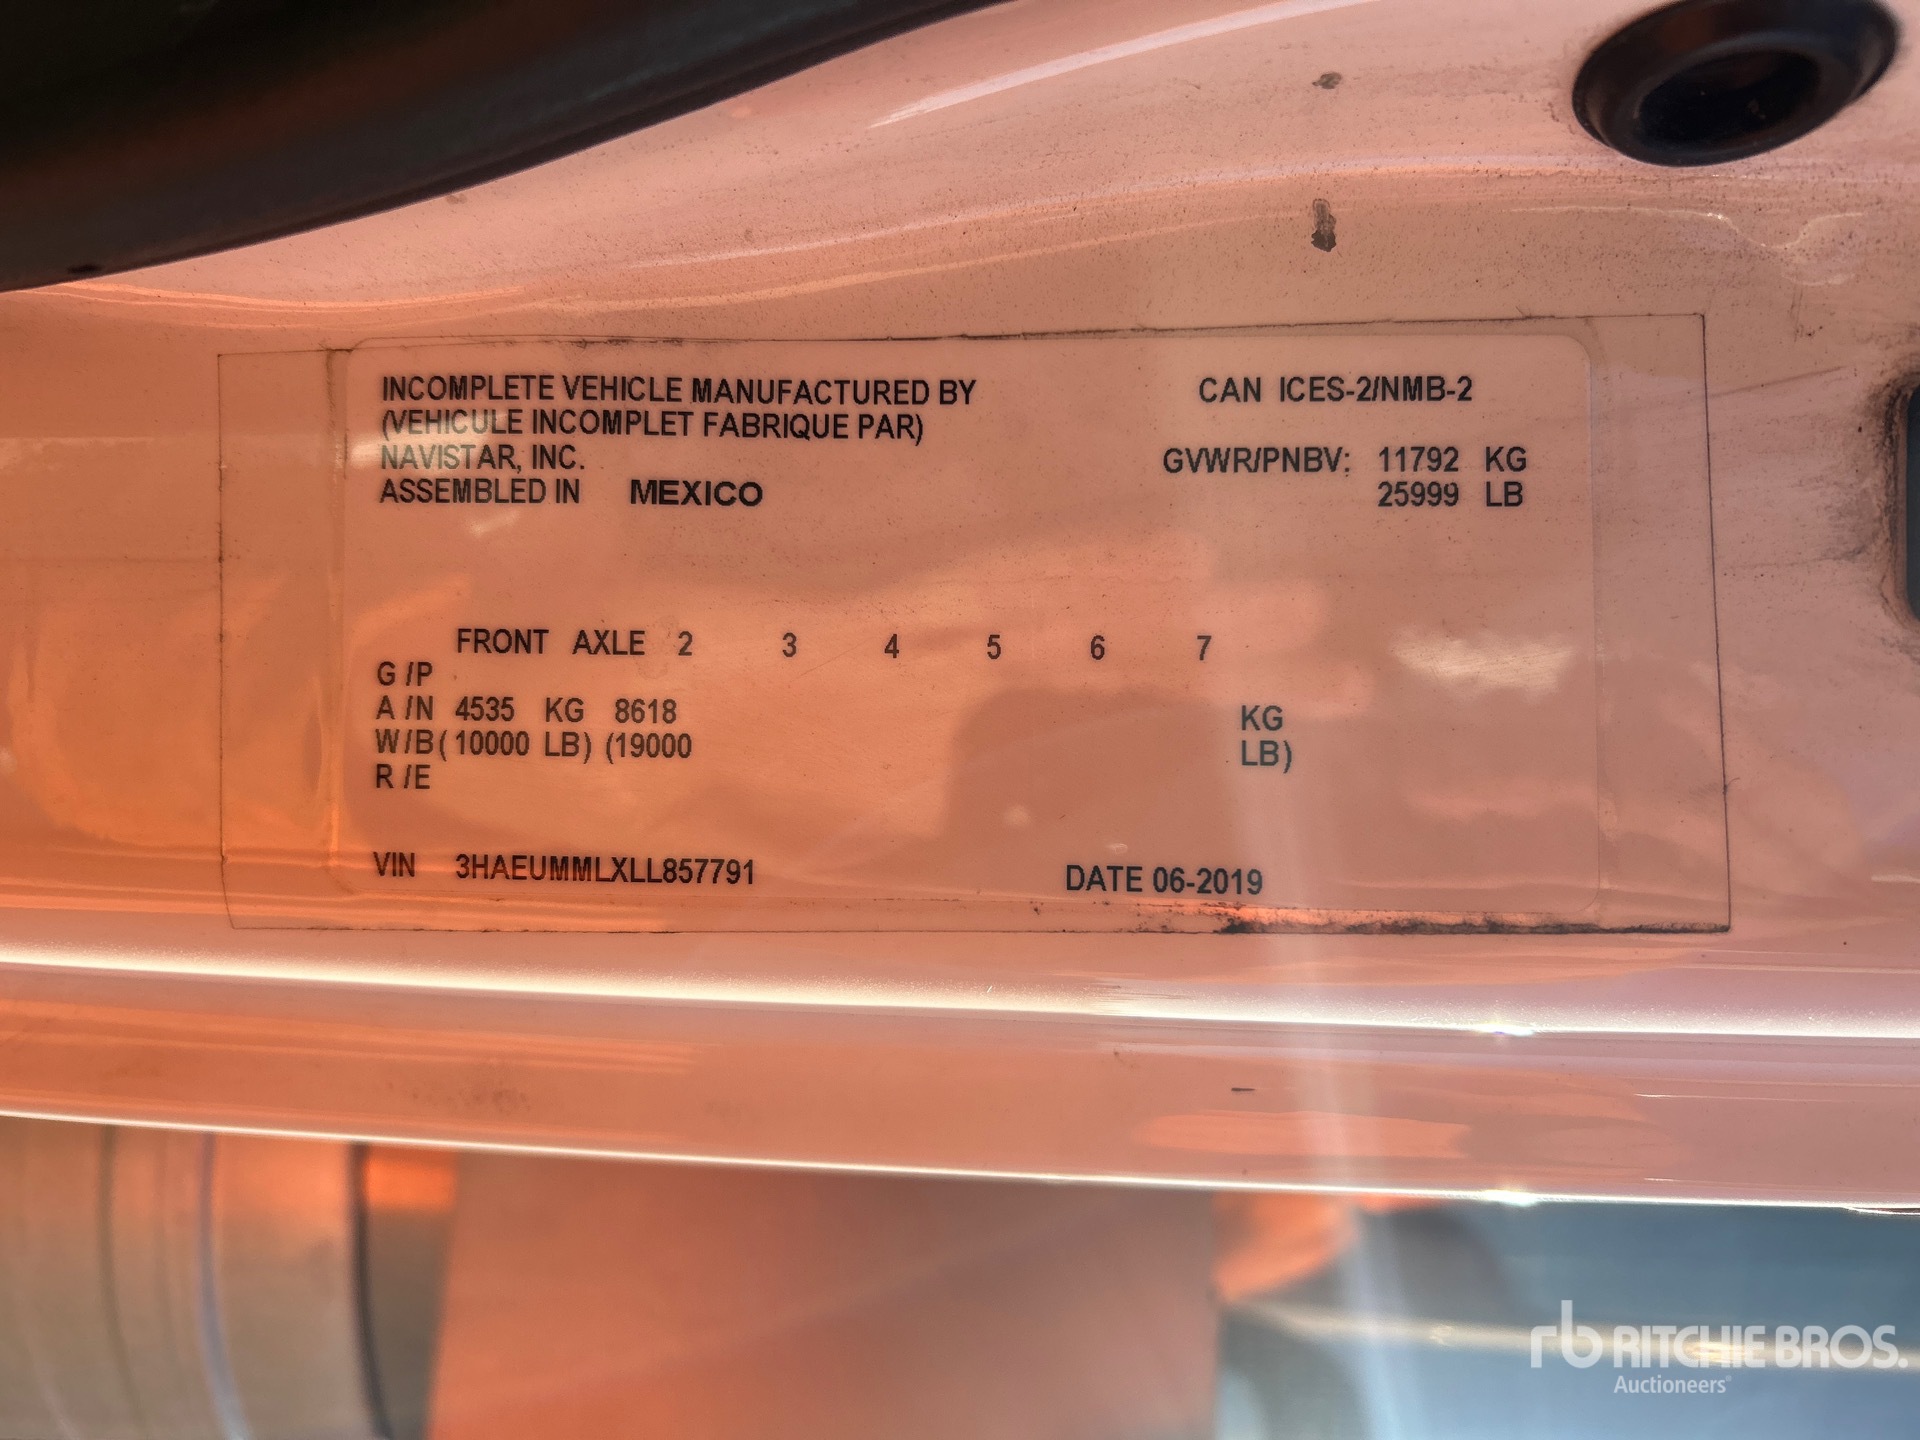 INCOMPLETE VEHICLE MANUFACTURED BY
(VEHICULE INCOMPLET FABRIQUE PAR)
NAVISTAR, INC.
ASSEMBLED IN MEXICO
CAN ICES-2/NMB-2
GVWR/PNBV: 11792 KG
25999 LB
FRONT AXLE 2 3 4 5 6 7
G /P
A /N 4535 KG 8618 KG
W/B ( 10000 LB) (19000 LB)
R /E
VIN 3HAEUMMLXLL857791
DATE 06-2019
rb RITCHIE BROS.
Auctioneers